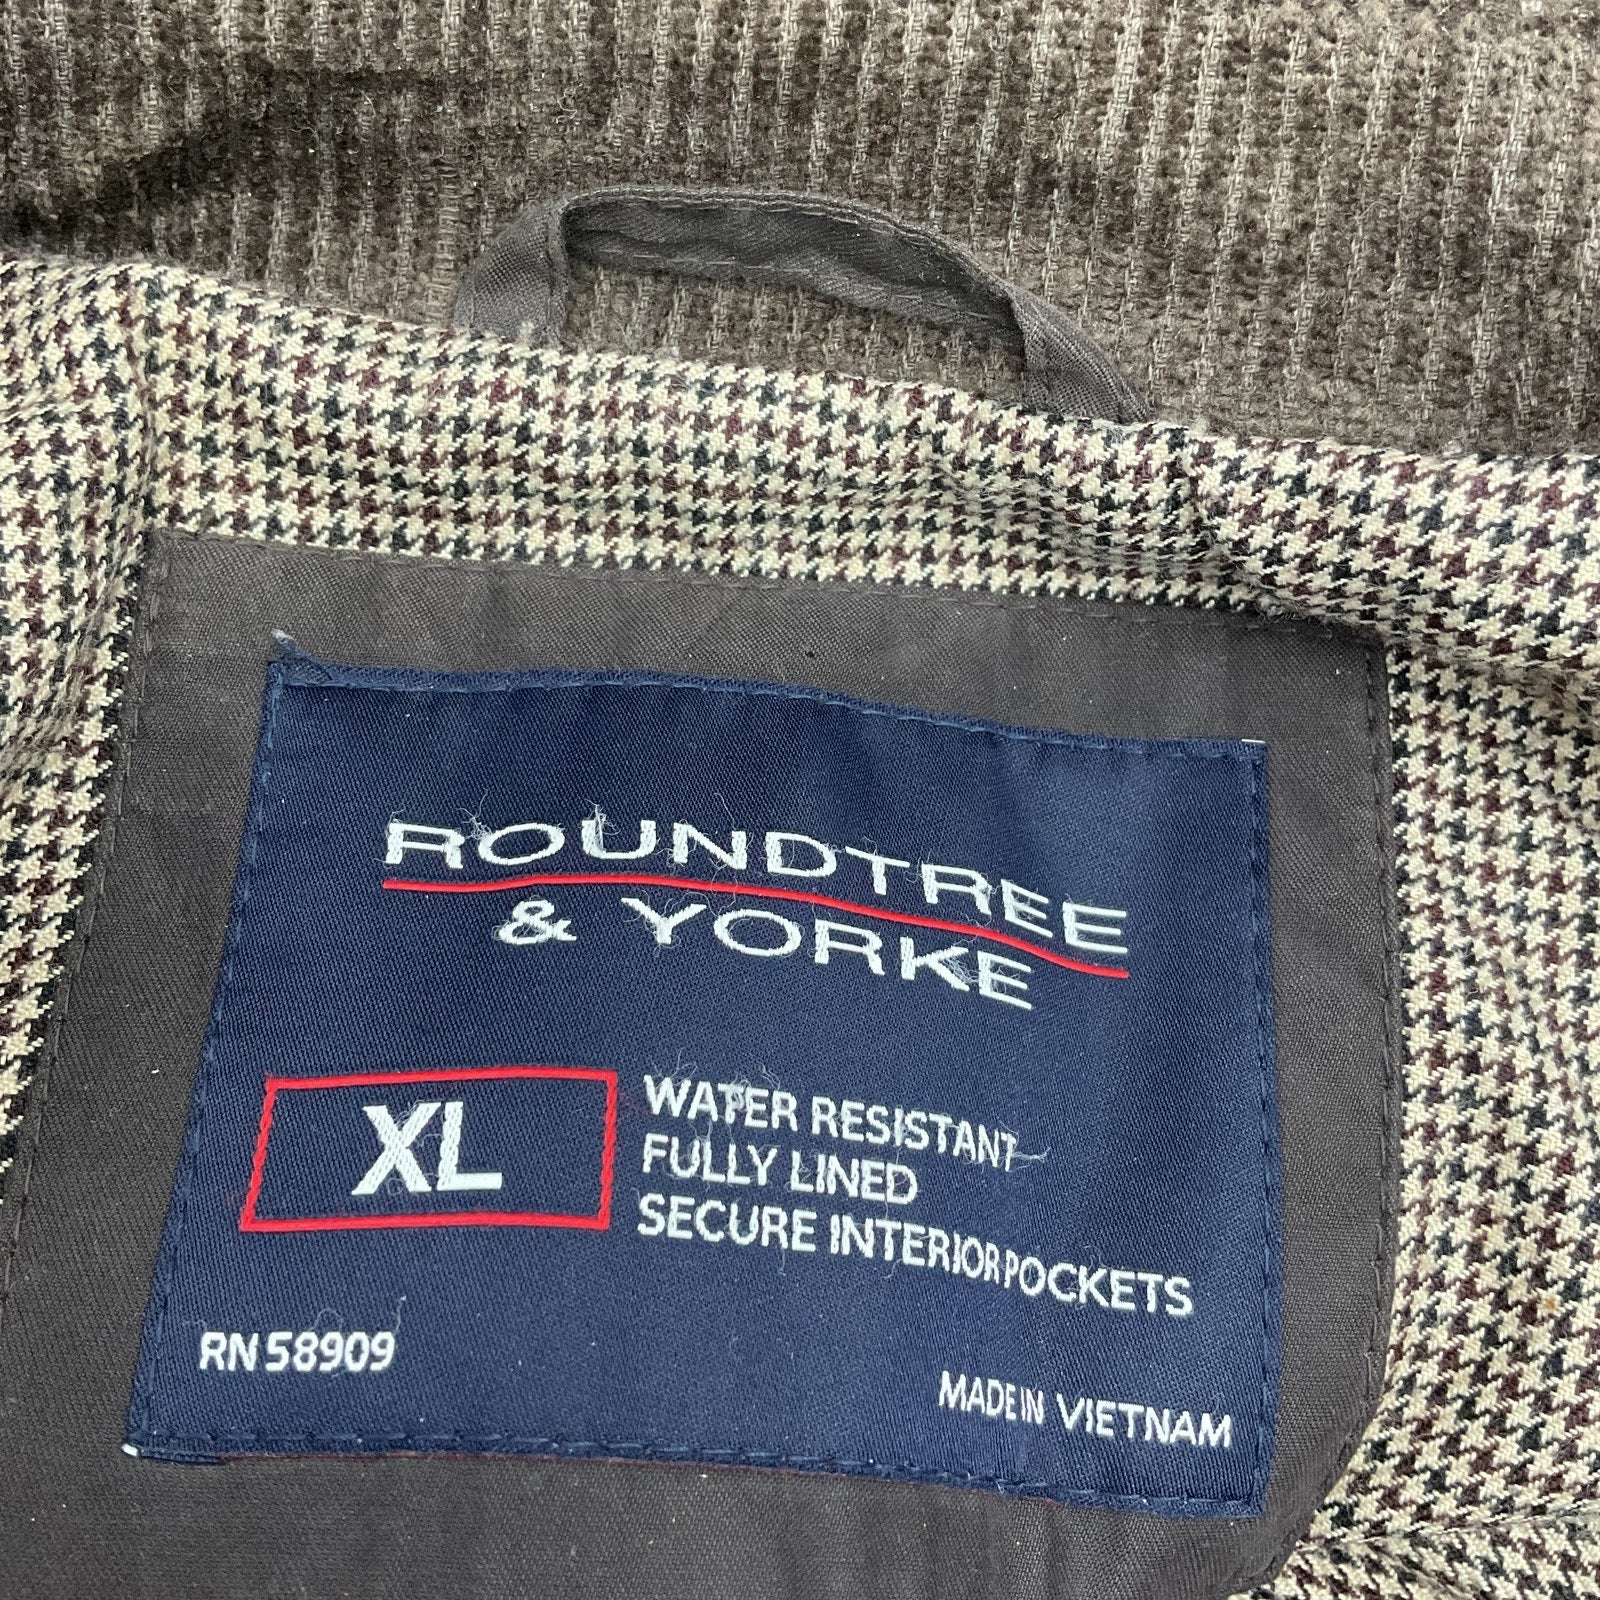 ROUNDTREE
& YORKE
XL
WATER RESISTANT
FULLY LINED
SECURE INTERIOR POCKETS
RN 58909
MADE IN VIETNAM